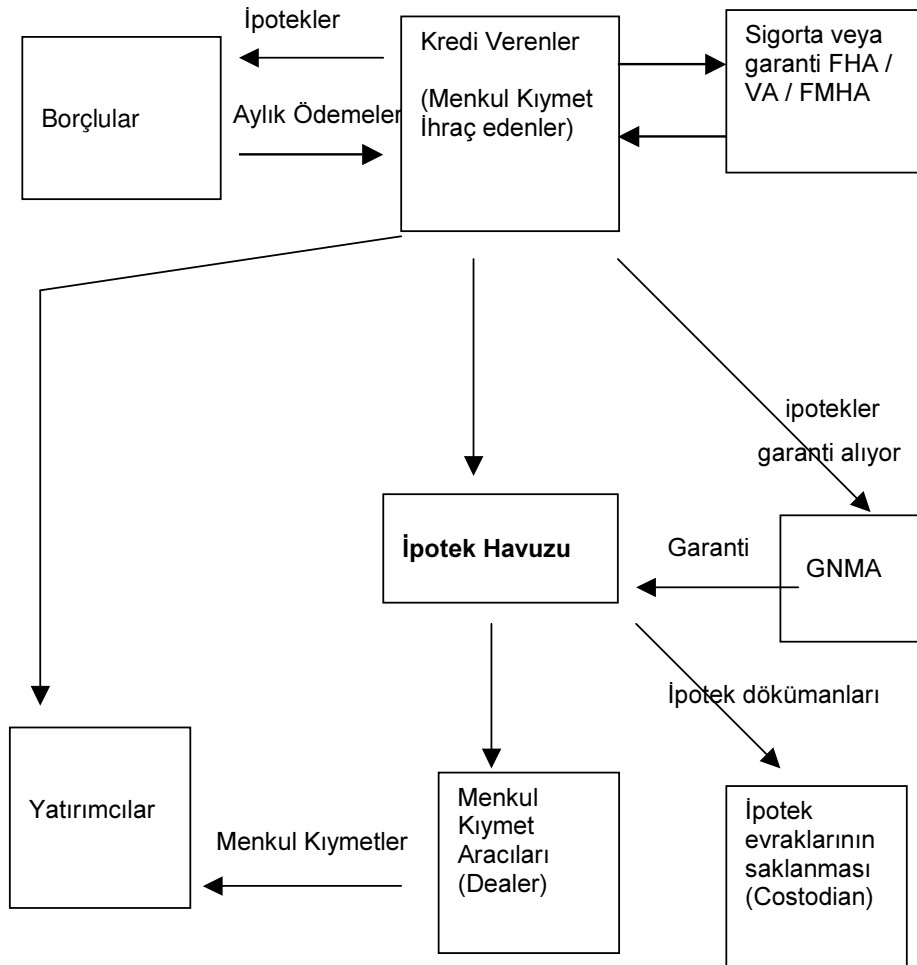 İpotekler
Kredi Verenler
(Menkul Kıymet
İhraç edenler)
Sigorta veya
garanti FHA /
VA / FMHA
Borçlular
Aylık Ödemeler
ipotekler
garanti alıyor
İpotek Havuzu
Garanti
GNMA
İpotek dökümanları
Yatırımcılar
Menkul Kıymetler
Menkul
Kıymet
Aracıları
(Dealer)
İpotek
evraklarının
saklanması
(Costodian)